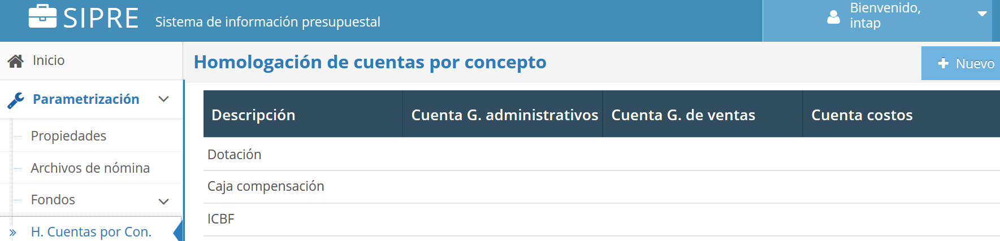 SIPRE Sistema de información presupuestal
Bienvenido,
intap
Inicio
Homologación de cuentas por concepto
Nuevo
Parametrización
Propiedades
Archivos de nómina
Fondos
H. Cuentas por Con.
Descripción Cuenta G. administrativos Cuenta G. de ventas Cuenta costos
Dotación
Caja compensación
ICBF